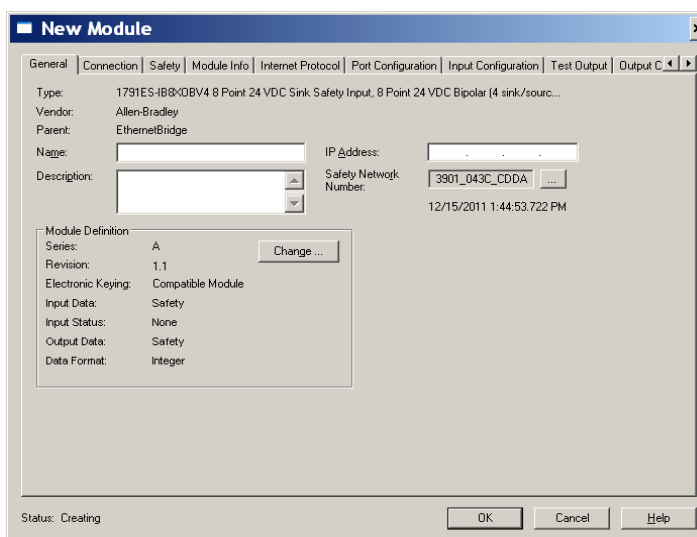 New Module
General Connection Safety Module Info Internet Protocol Port Configuration Input Configuration Test Output Output C
Type: 1791ES-IB8XOBV4 8 Point 24 VDC Sink Safety Input, 8 Point 24 VDC Bipolar (4 sink/sourc...
Vendor: Allen-Bradley
Parent: EthernetBridge
Name: IP Address: . . .
Description: Safety Network Number: 3901_043C_CDDA ...
12/15/2011 1:44:53.722 PM
Module Definition
Series: A Change ...
Revision: 1.1
Electronic Keying: Compatible Module
Input Data: Safety
Input Status: None
Output Data: Safety
Data Format: Integer
Status: Creating OK Cancel Help